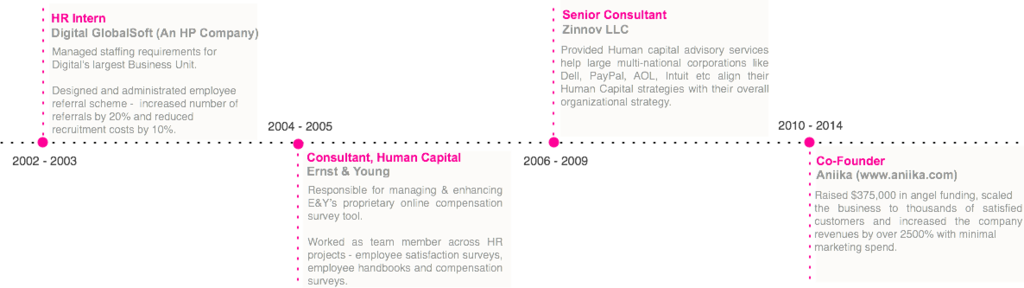 HR Intern
Digital GlobalSoft (An HP Company)
Managed staffing requirements for
Digital's largest Business Unit.
Designed and administrated employee
referral scheme - increased number of
referrals by 20% and reduced
recruitment costs by 10%.
2002 - 2003
2004 - 2005
Consultant, Human Capital
Ernst & Young
Responsible for managing & enhancing
E&Y's proprietary online compensation
survey tool.
Worked as team member across HR
projects - employee satisfaction surveys,
employee handbooks and compensation
surveys.
Senior Consultant
Zinnov LLC
Provided Human capital advisory services
help large multi-national corporations like
Dell, PayPal, AOL, Intuit etc align their
Human Capital strategies with their overall
organizational strategy.
2006 - 2009
2010 - 2014
Co-Founder
Aniika (www.aniika.com)
Raised $375,000 in angel funding, scaled
the business to thousands of satisfied
customers and increased the company
revenues by over 2500% with minimal
marketing spend.